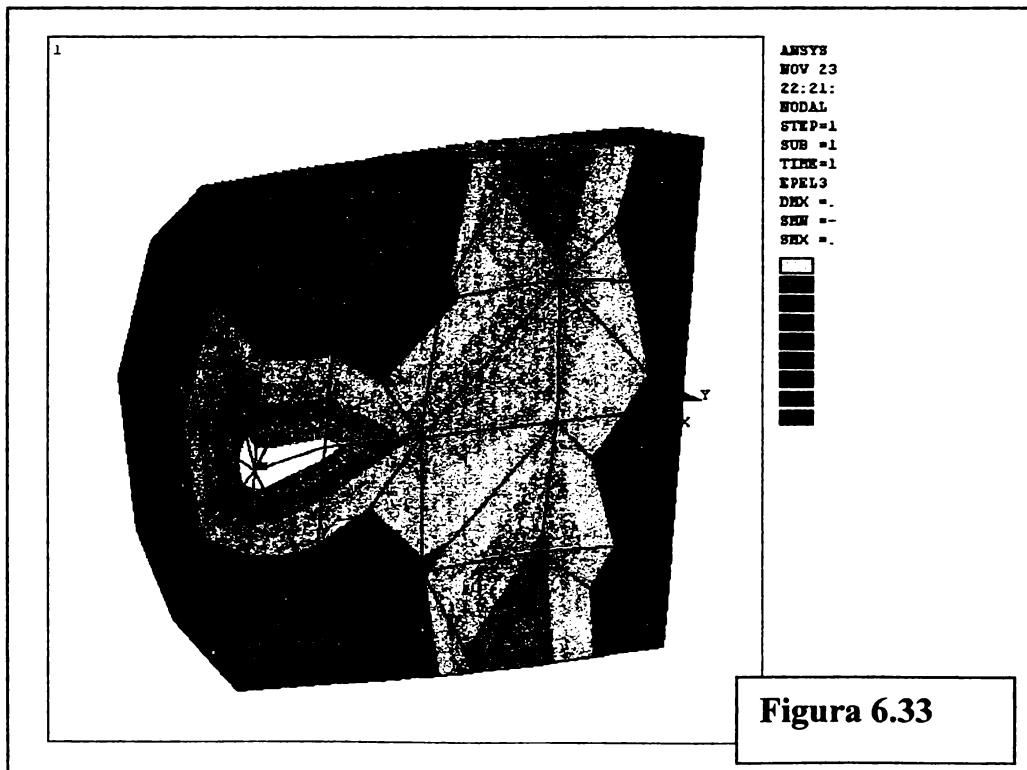 1
ANSYS
NOV 23
22:21:
NODAL
STEP=1
SUB =1
TIME=1
EPEL3
DMX =.
SMN =-
SMX =.
Y
X
Figura 6.33